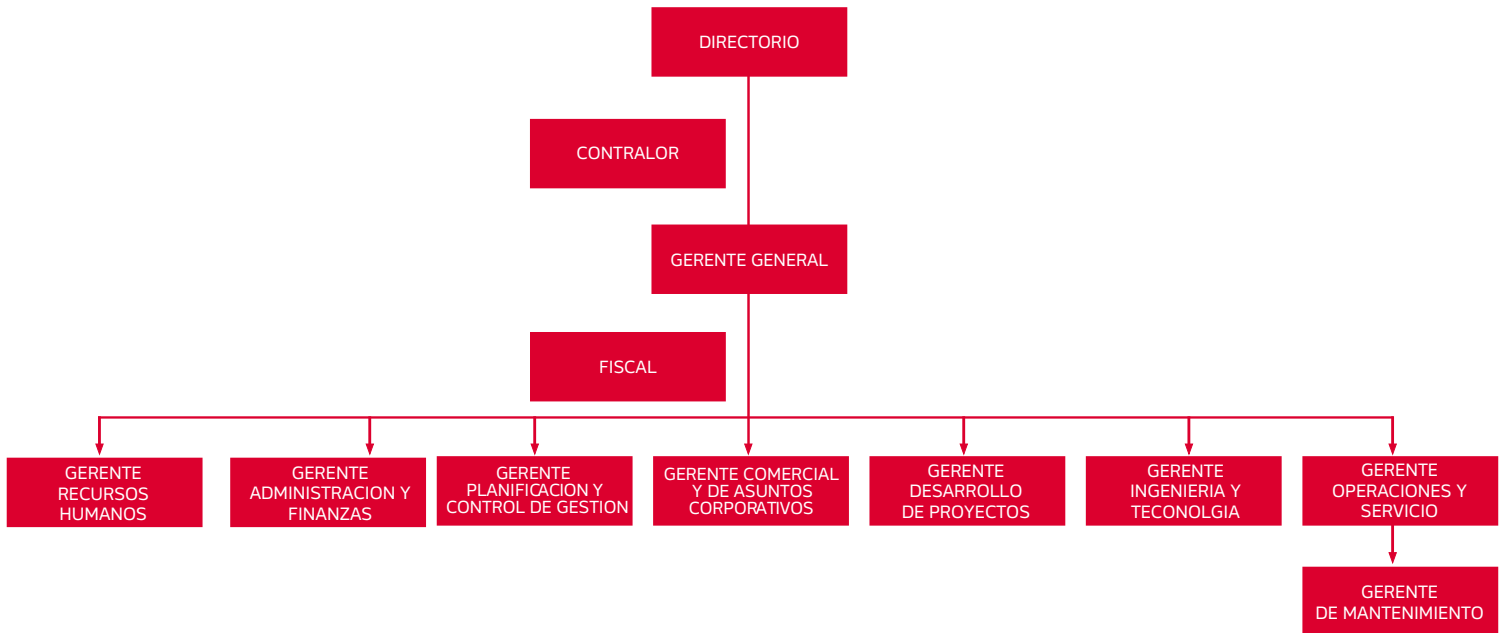 DIRECTORIO
CONTRALOR
GERENTE GENERAL
FISCAL
GERENTE
RECURSOS
HUMANOS
GERENTE
ADMINISTRACION Y
FINANZAS
GERENTE
PLANIFICACION Y
CONTROL DE GESTION
GERENTE COMERCIAL
Y DE ASUNTOS
CORPORATIVOS
GERENTE
DESARROLLO
DE PROYECTOS
GERENTE
INGENIERIA Y
TECONOLGIA
GERENTE
OPERACIONES Y
SERVICIO
GERENTE
DE MANTENIMIENTO